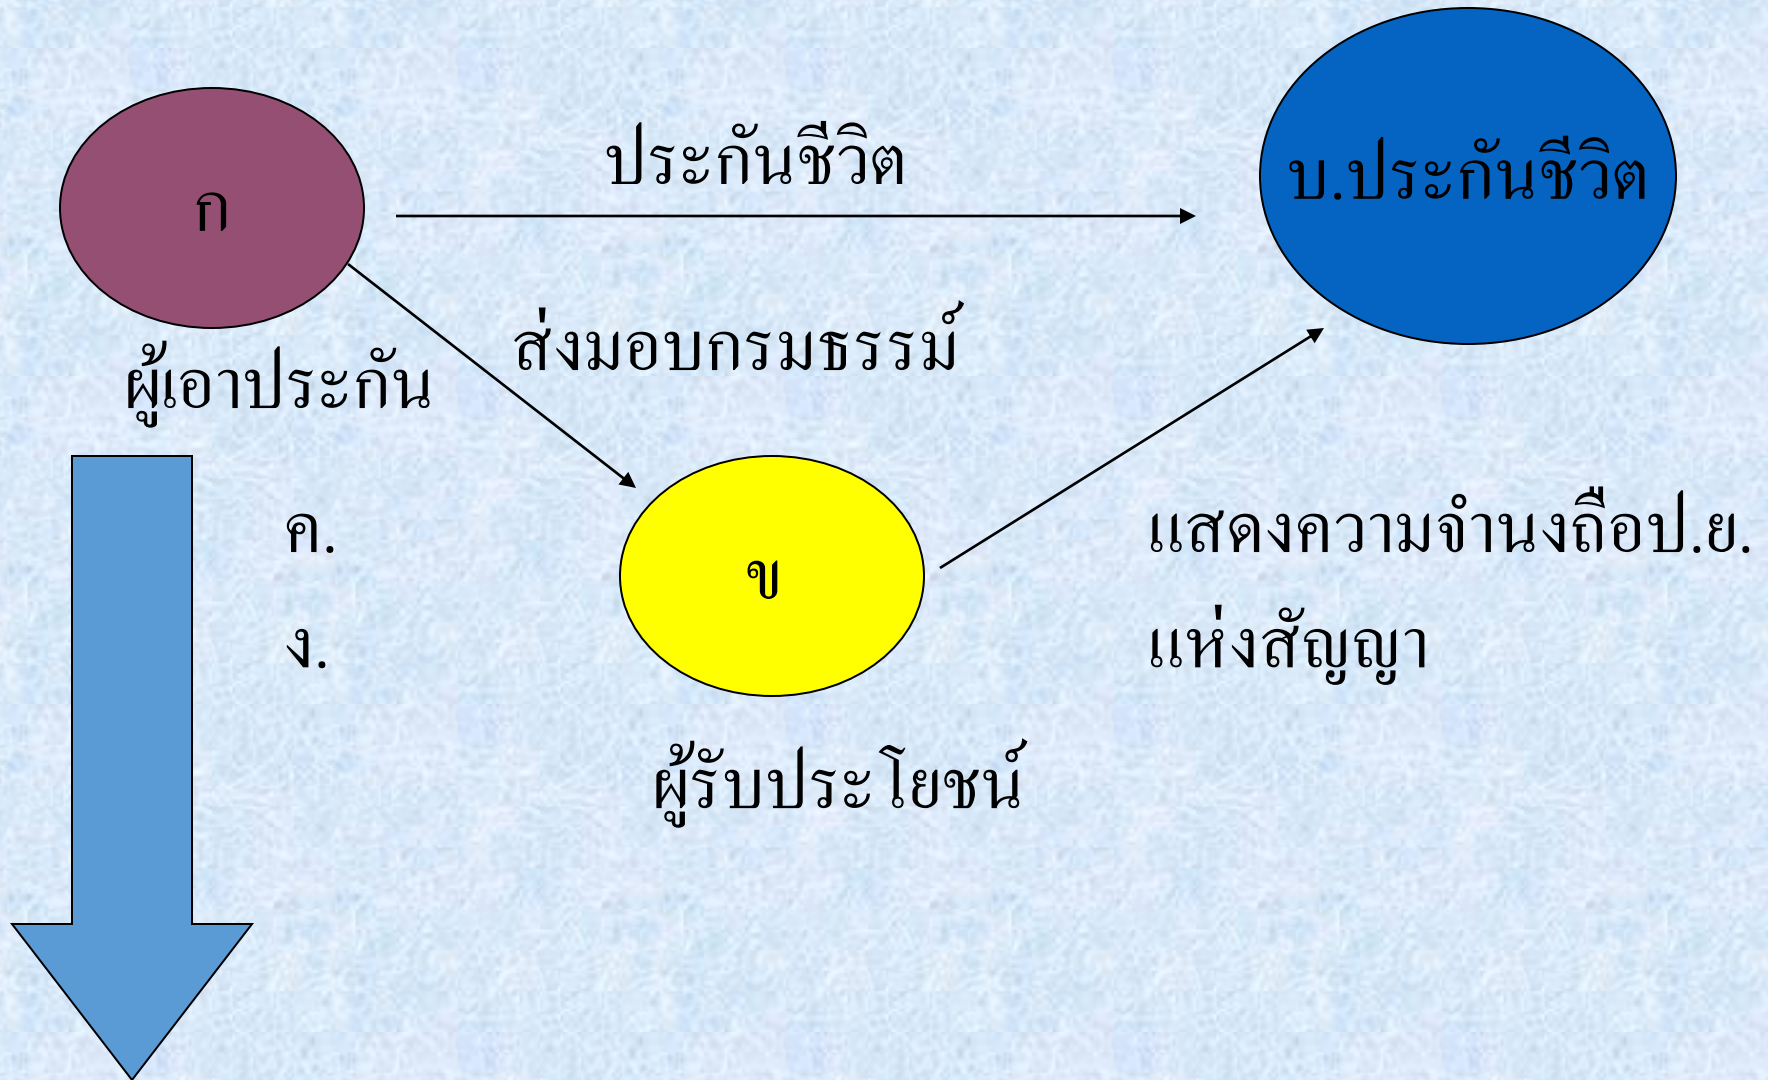 ประกันชีวิต
บ.ประกันชีวิต
ก
ส่งมอบกรมธรรม์
ผู้เอาประกัน
ค.
แสดงความจำนงถือป.ย.
ข
ง.
แห่งสัญญา
ผู้รับประโยชน์